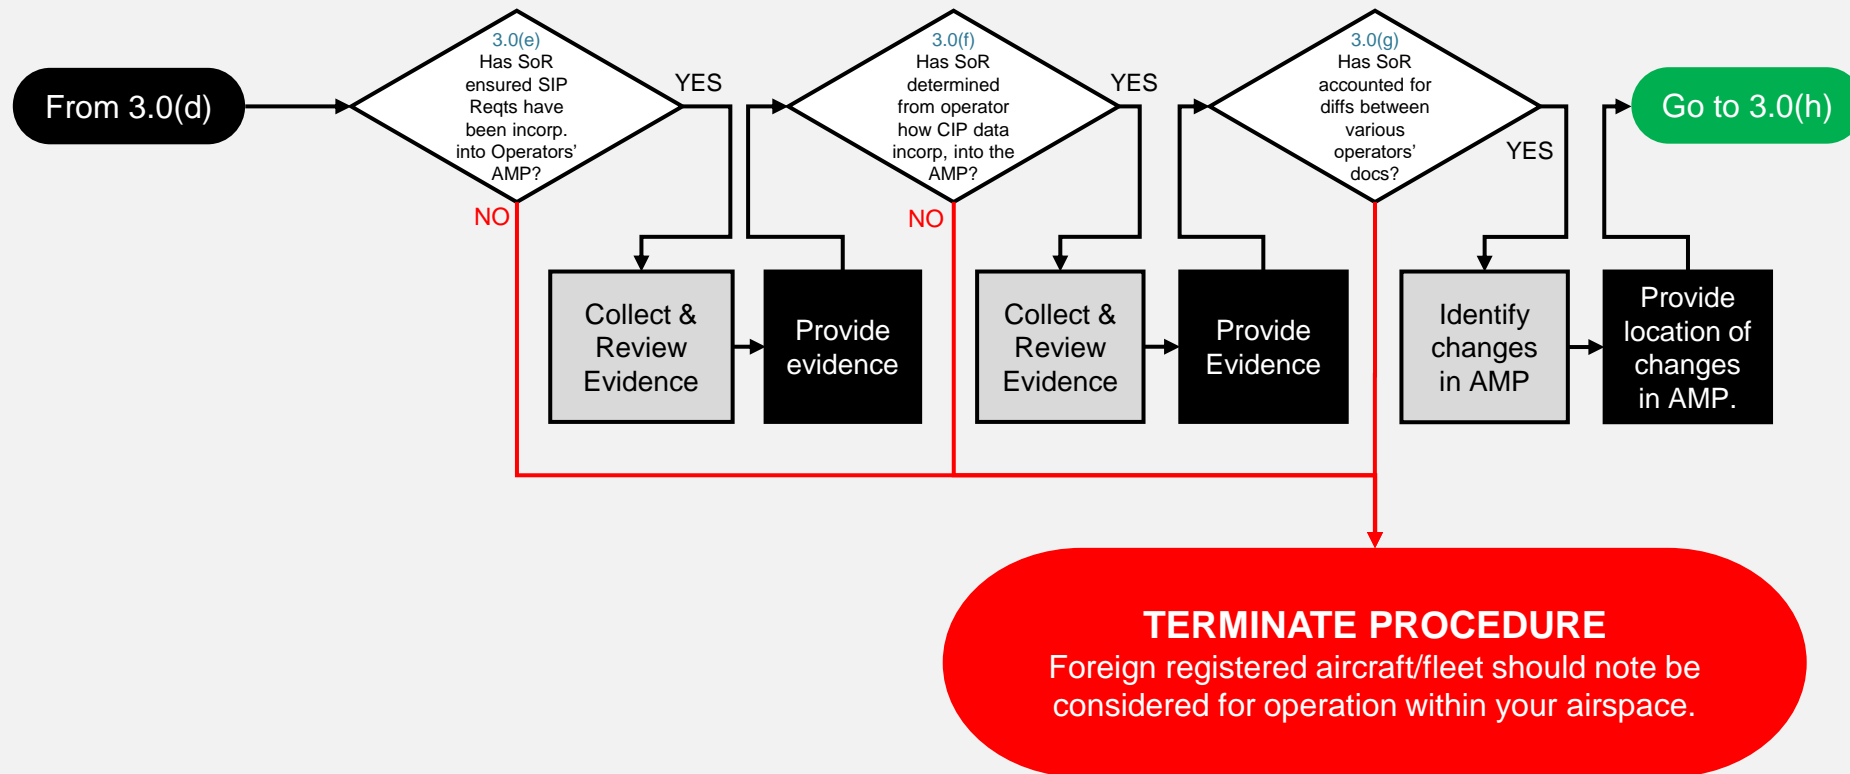 From 3.0(d)
3.0(e)
Has SoR
ensured SIP
Reqts have
been incorp.
into Operators’
AMP?
YES
NO
Collect &
Review
Evidence
Provide
evidence
3.0(f)
Has SoR
determined
from operator
how CIP data
incorp, into the
AMP?
YES
NO
Collect &
Review
Evidence
Provide
Evidence
3.0(g)
Has SoR
accounted for
diffs between
various
operators’
docs?
YES
Identify
changes
in AMP
Provide
location of
changes
in AMP.
Go to 3.0(h)
TERMINATE PROCEDURE
Foreign registered aircraft/fleet should note be
considered for operation within your airspace.